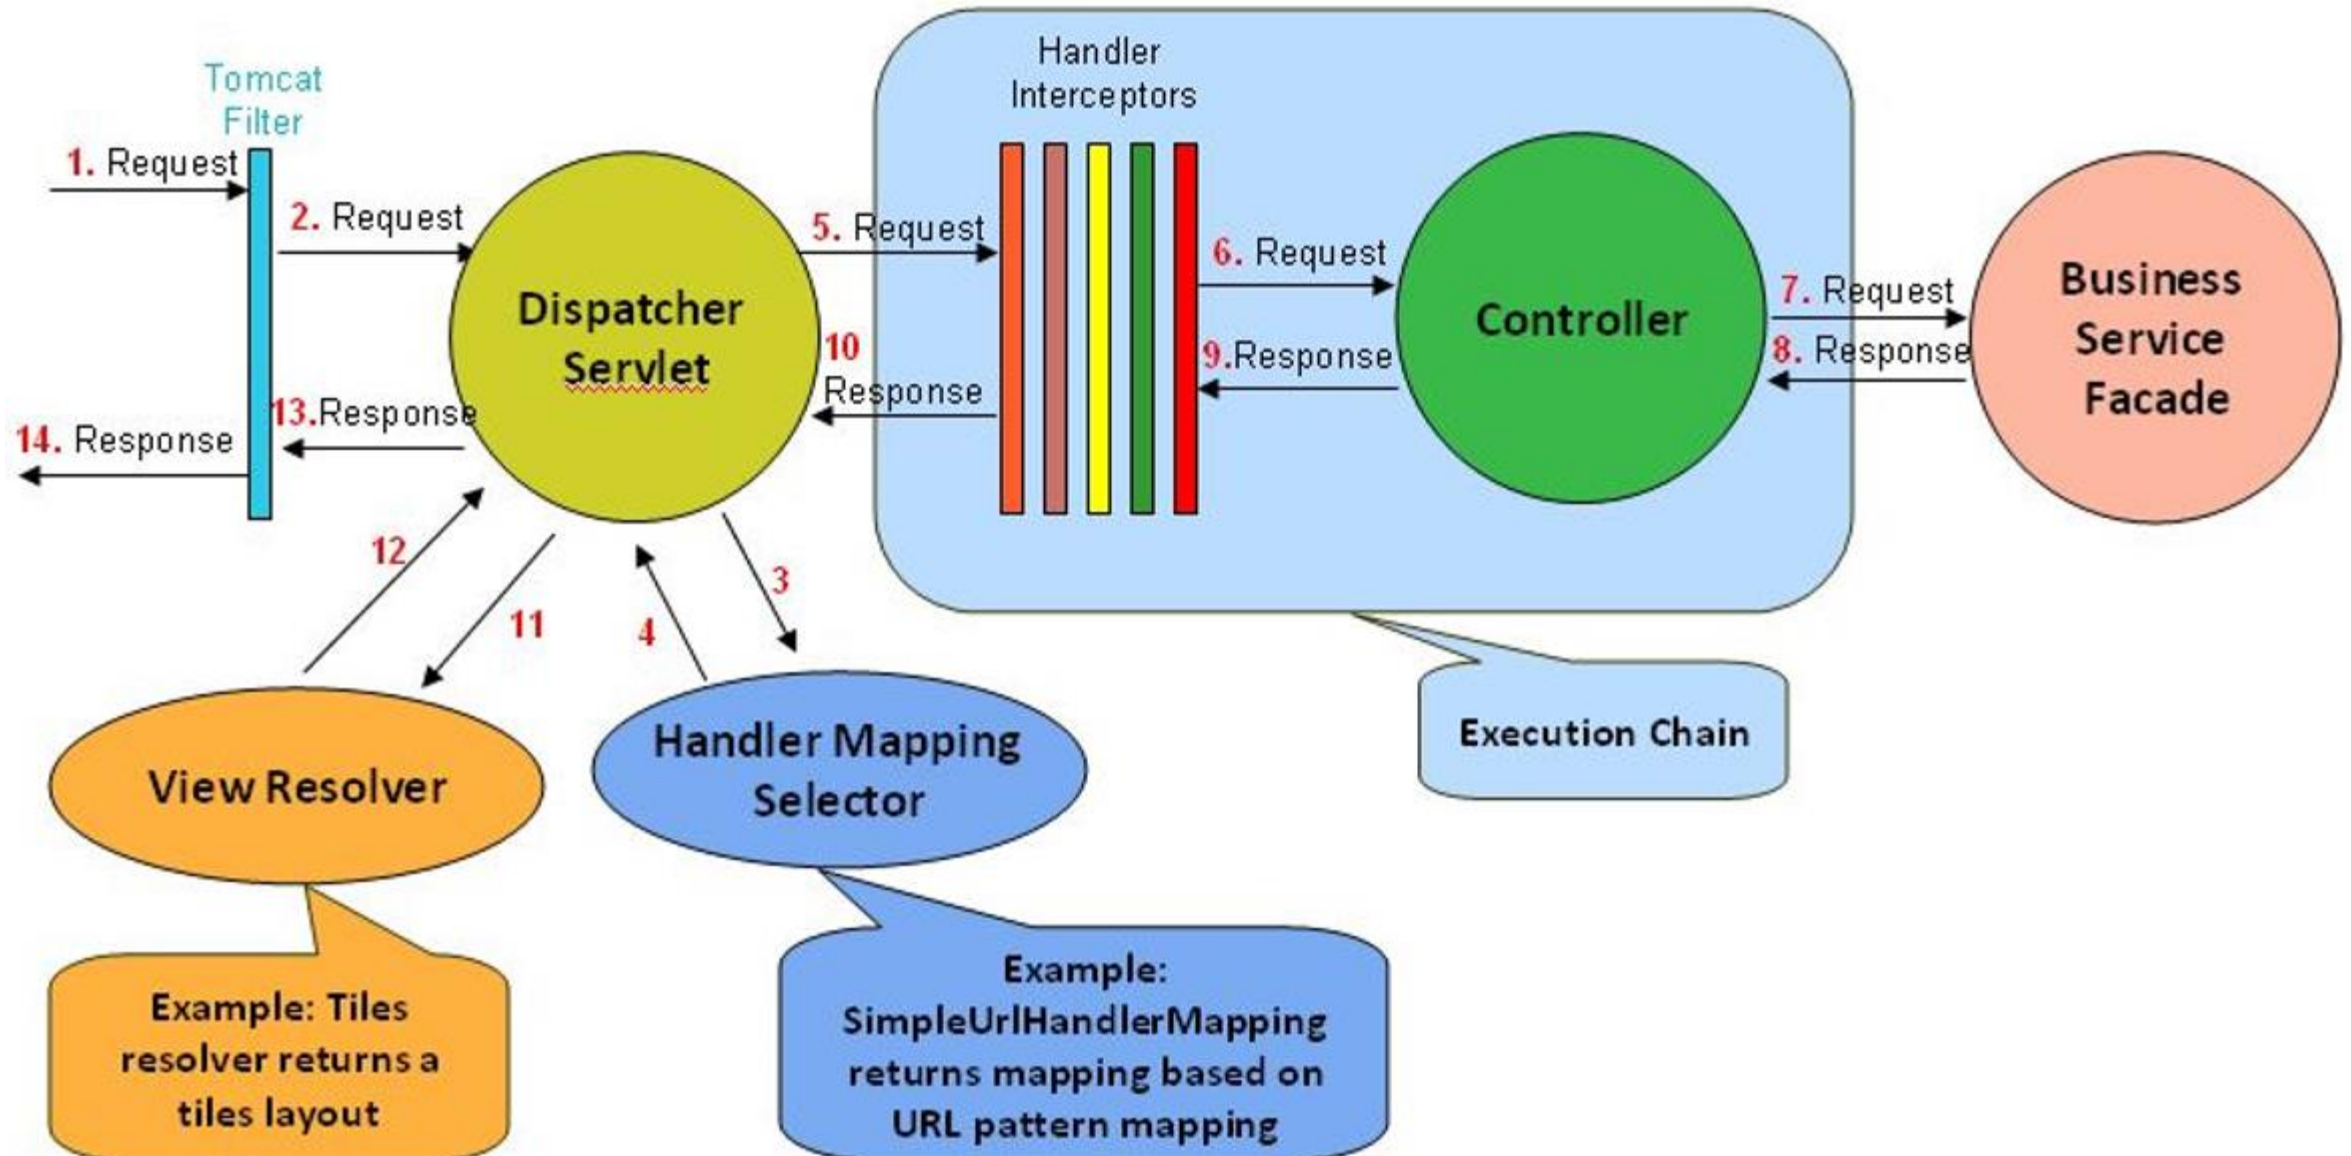 Handler
Interceptors
Tomcat
Filter
1. Request
2. Request
5. Request
6. Request
7. Request
8. Response
9.Response
10
Response
13.Response
14. Response
Dispatcher
Servlet
Controller
Business
Service
Facade
12
11
4
3
View Resolver
Handler Mapping
Selector
Execution Chain
Example: Tiles
resolver returns a
tiles layout
Example:
SimpleUrlHandlerMapping
returns mapping based on
URL pattern mapping